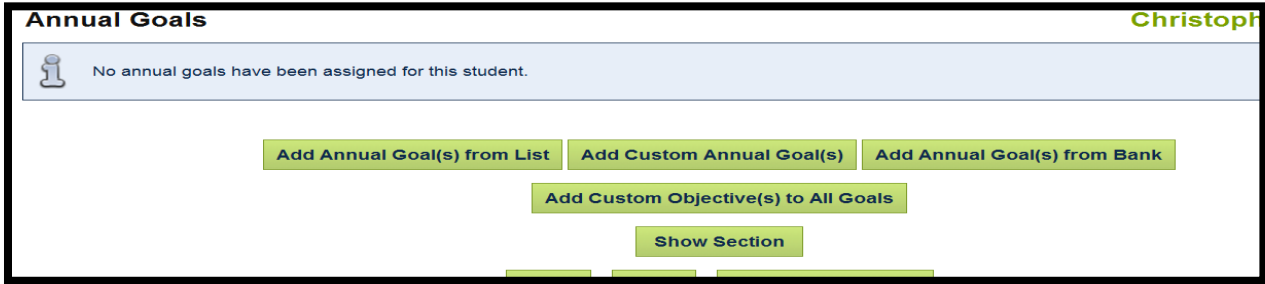 Annual Goals Christoph
No annual goals have been assigned for this student.
Add Annual Goal(s) from List Add Custom Annual Goal(s) Add Annual Goal(s) from Bank
Add Custom Objective(s) to All Goals
Show Section